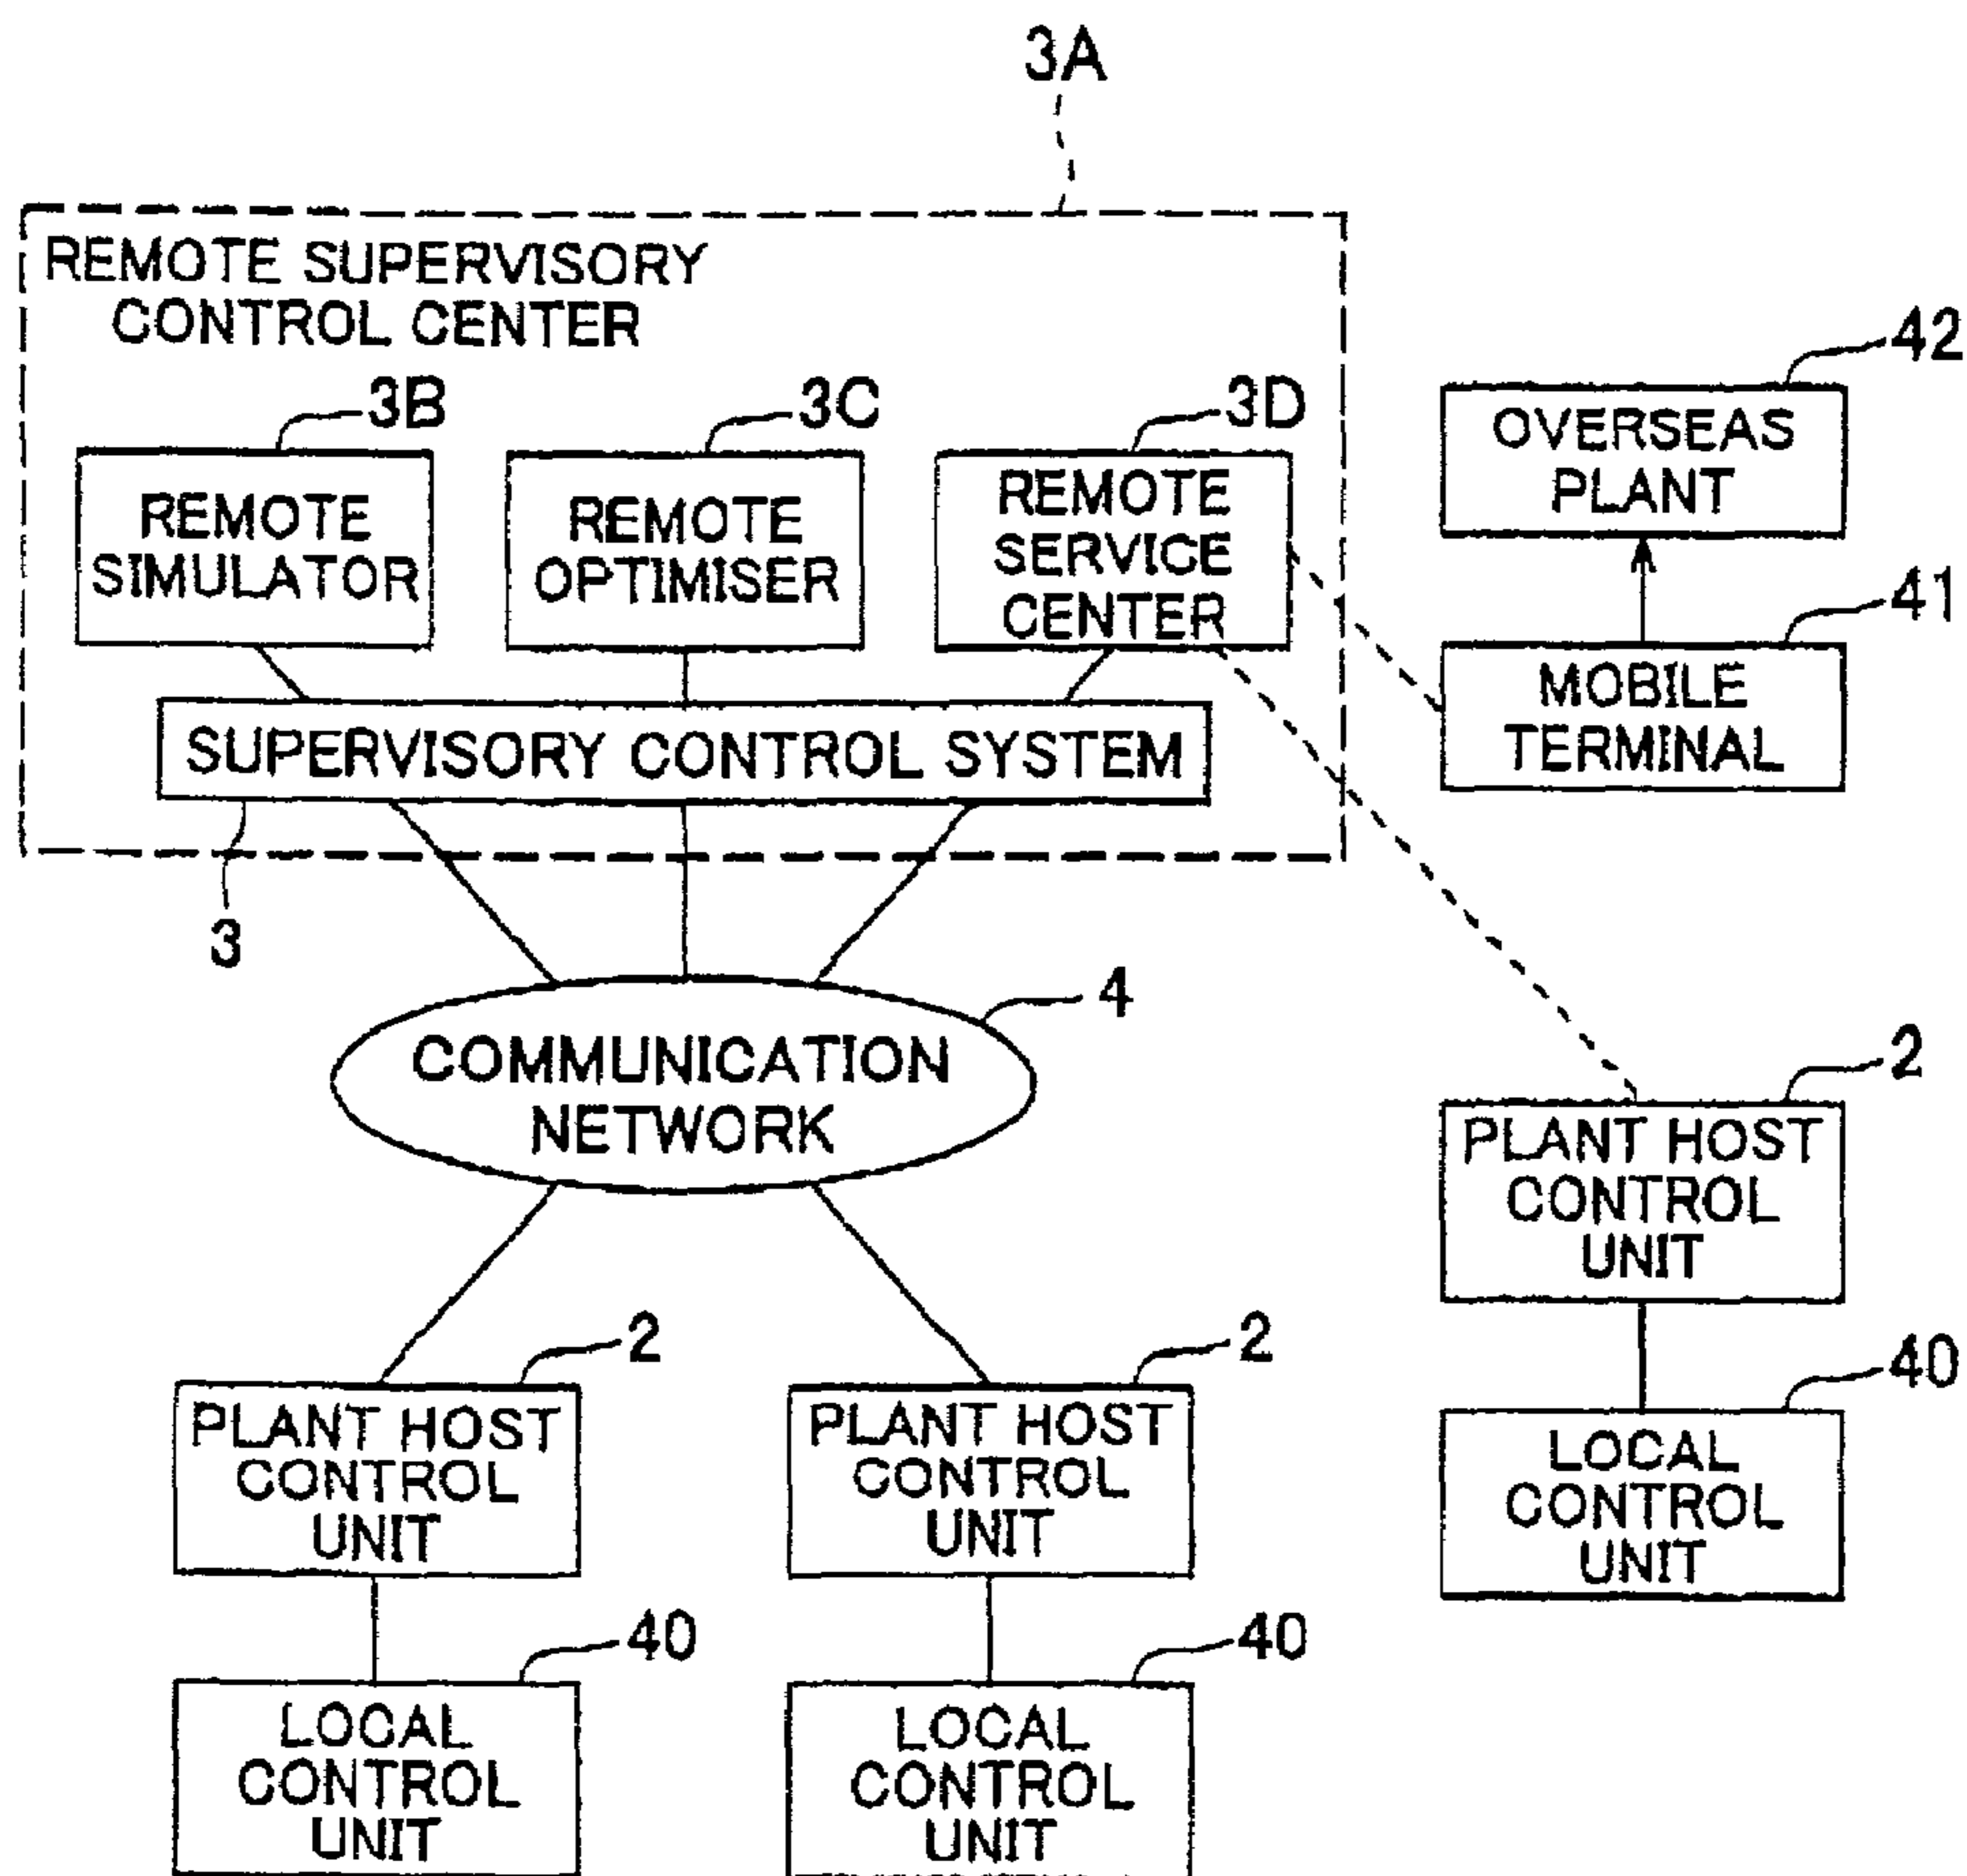 3A
REMOTE SUPERVISORY
CONTROL CENTER
3B
3C
3D
REMOTE
SIMULATOR
REMOTE
OPTIMISER
REMOTE
SERVICE
CENTER
SUPERVISORY CONTROL SYSTEM
3
42
OVERSEAS
PLANT
41
MOBILE
TERMINAL
4
COMMUNICATION
NETWORK
2
PLANT HOST
CONTROL
UNIT
40
LOCAL
CONTROL
UNIT
2
PLANT HOST
CONTROL
UNIT
2
PLANT HOST
CONTROL
UNIT
40
LOCAL
CONTROL
UNIT
40
LOCAL
CONTROL
UNIT